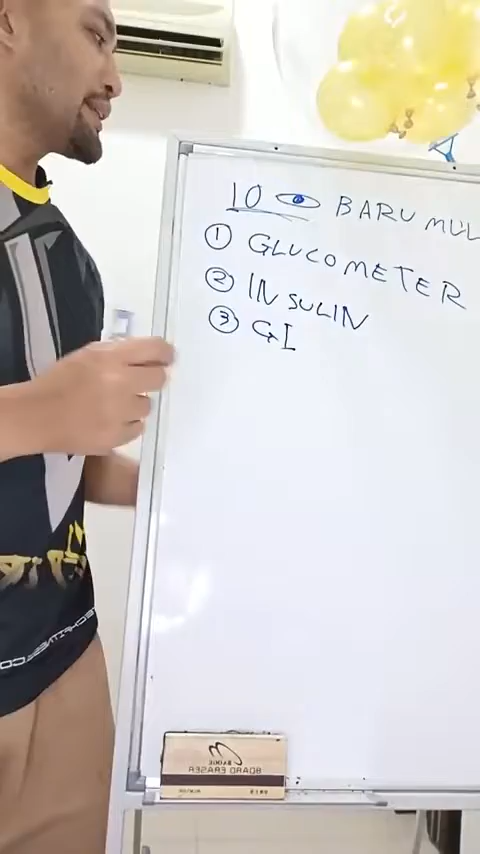 10 BARU MUL
① GLUCOMETER
② INSULIN
③ GI
BOARD ERASER